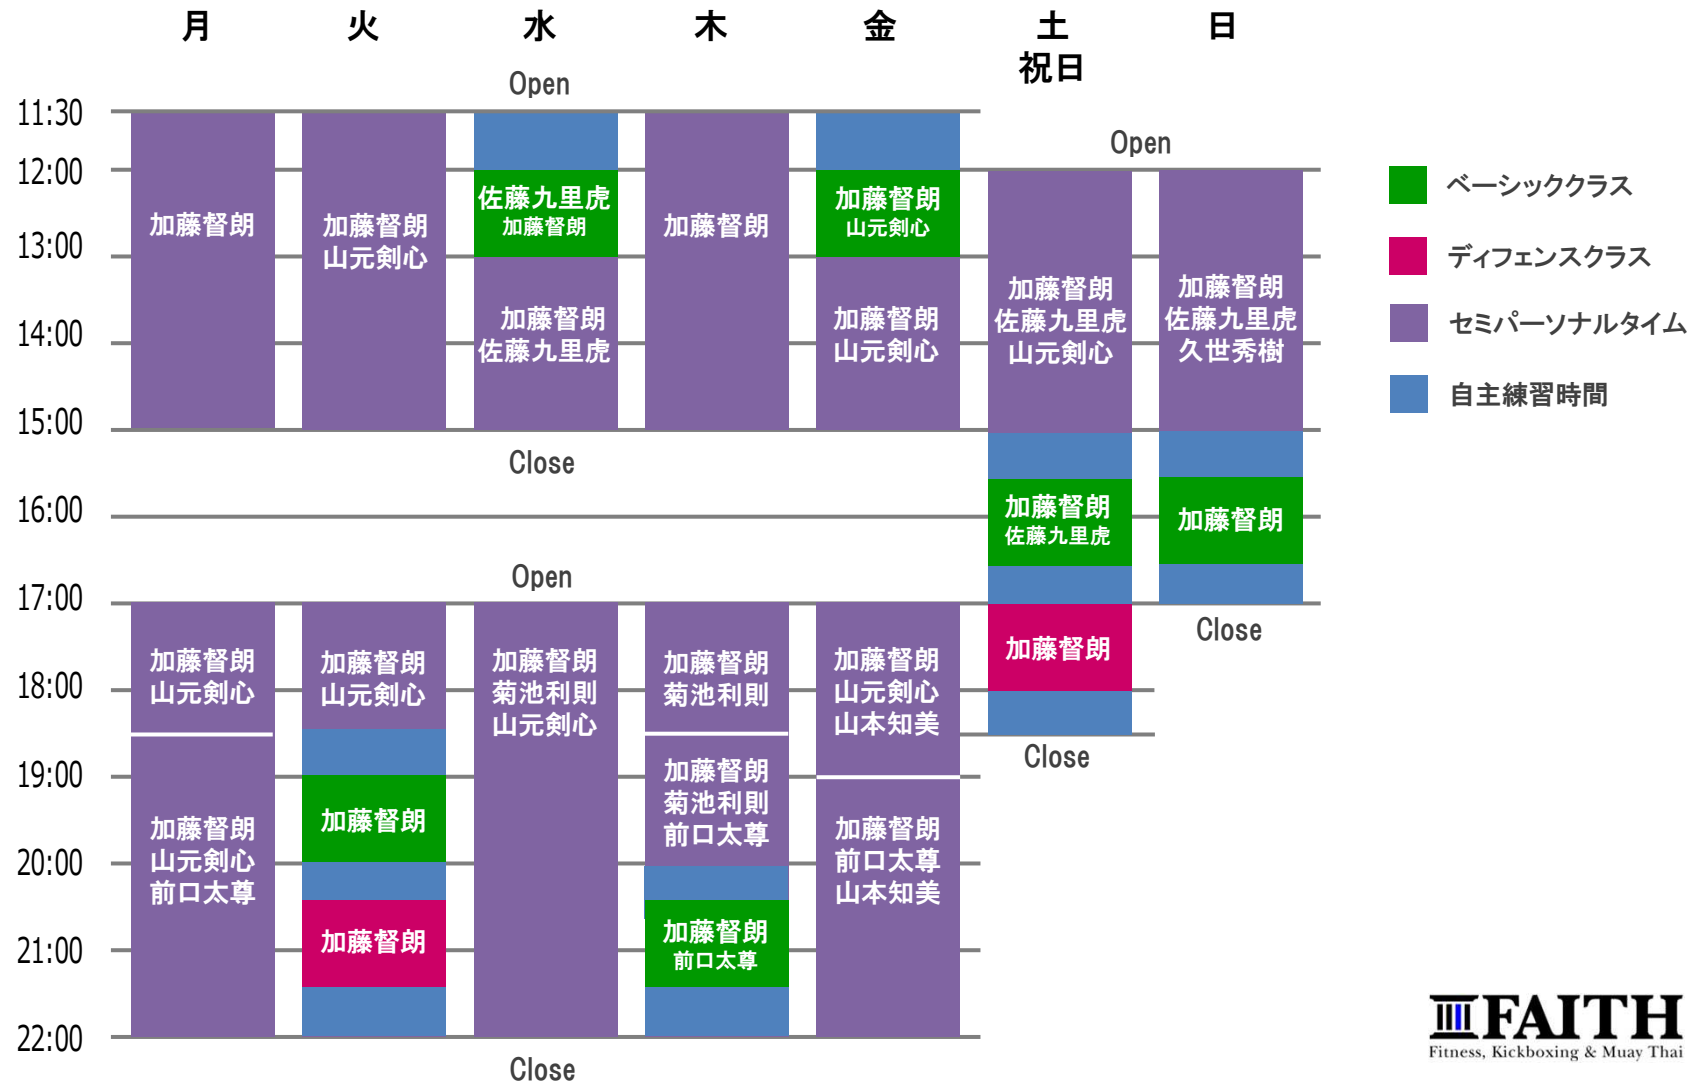 月 火 水 木 金 土 日
祝日
Open
11:30
Open
12:00
13:00
14:00
15:00
Close
16:00
Open
17:00
18:00
19:00
20:00
21:00
22:00
Close
加藤督朗
加藤督朗
山元剣心
佐藤九里虎
加藤督朗
加藤督朗
佐藤九里虎
加藤督朗
加藤督朗
山元剣心
加藤督朗
山元剣心
加藤督朗
佐藤九里虎
山元剣心
加藤督朗
佐藤九里虎
久世秀樹
加藤督朗
佐藤九里虎
加藤督朗
加藤督朗
Close
Close
加藤督朗
山元剣心
加藤督朗
山元剣心
前口太尊
加藤督朗
山元剣心
加藤督朗
加藤督朗
加藤督朗
菊池利則
山元剣心
加藤督朗
菊池利則
加藤督朗
菊池利則
前口太尊
加藤督朗
前口太尊
加藤督朗
山元剣心
山本知美
加藤督朗
前口太尊
山本知美
ベーシッククラス
ディフェンスクラス
セミパーソナルタイム
自主練習時間
FAITH
Fitness, Kickboxing & Muay Thai